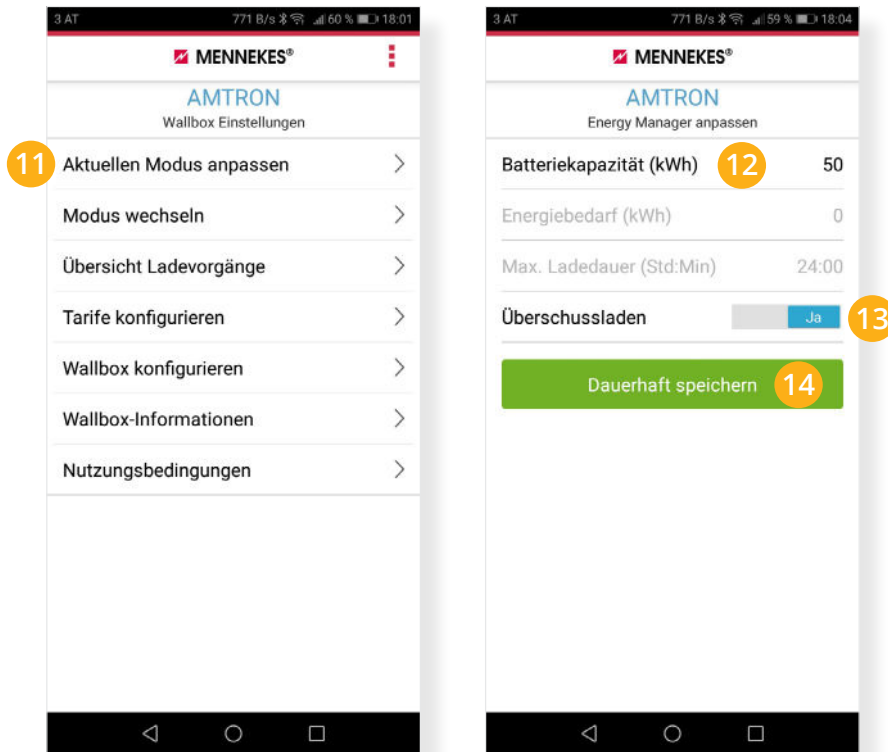 3 AT 771 B/s 60 % 18:01
MENNEKES®
AMTRON
Wallbox Einstellungen
11 Aktuellen Modus anpassen
Modus wechseln
Übersicht Ladevorgänge
Tarife konfigurieren
Wallbox konfigurieren
Wallbox-Informationen
Nutzungsbedingungen
3 AT 771 B/s 59 % 18:04
MENNEKES®
AMTRON
Energy Manager anpassen
Batteriekapazität (kWh) 12 50
Energiebedarf (kWh) 0
Max. Ladedauer (Std:Min) 24:00
Überschussladen Ja 13
Dauerhaft speichern 14